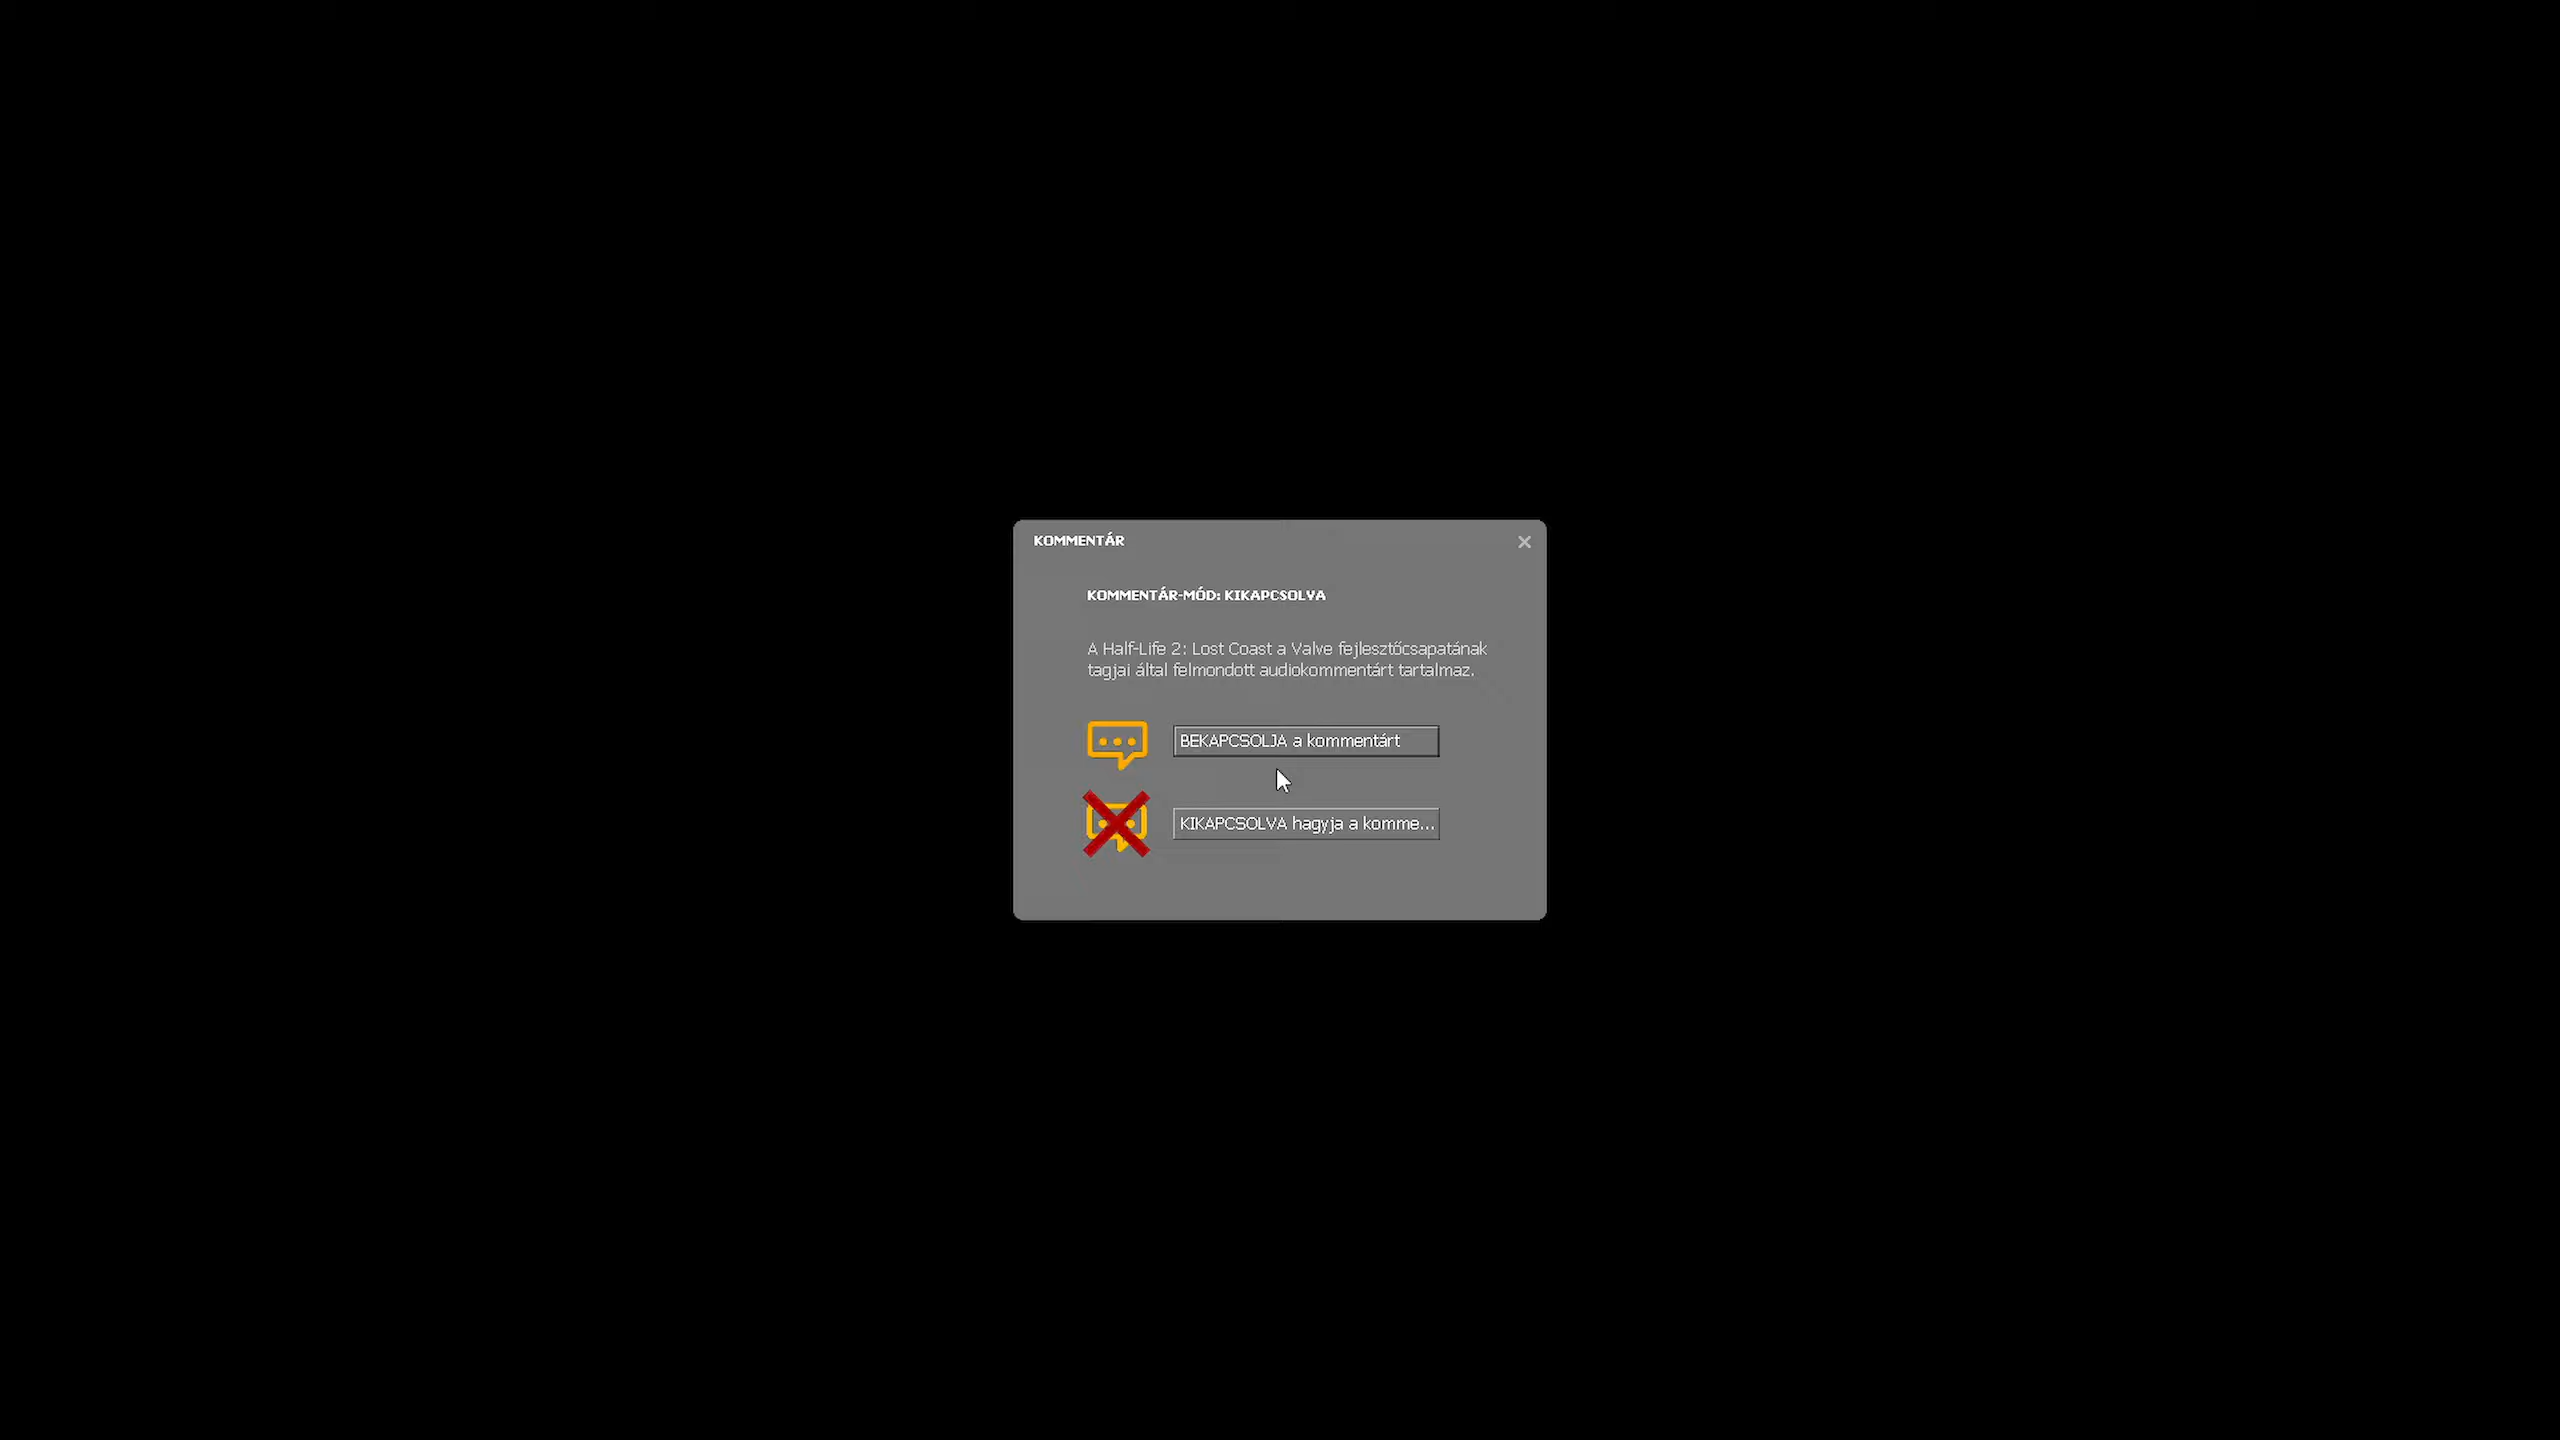 KOMMENTÁR
KOMMENTÁR-MÓD: KIKAPCSOLVA
A Half-Life 2: Lost Coast a Valve fejlesztőcsapatának
tagjai által felmondott audiokommentárt tartalmaz.
BEKAPCSOLJA a kommentárt
KIKAPCSOLVA hagyja a komme...